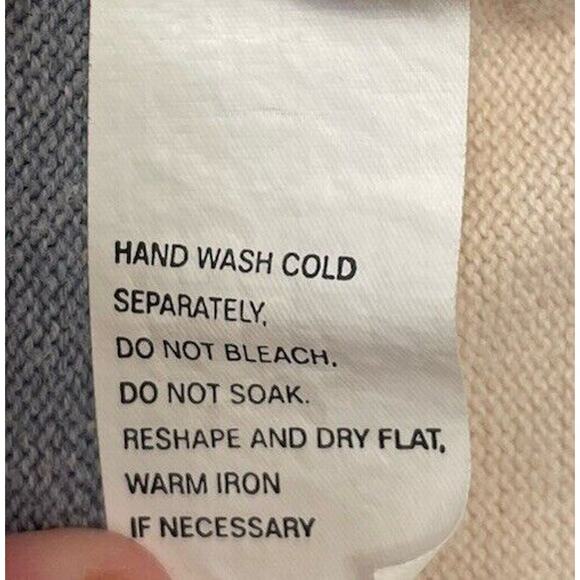 HAND WASH COLD
SEPARATELY,
DO NOT BLEACH.
DO NOT SOAK.
RESHAPE AND DRY FLAT,
WARM IRON
IF NECESSARY